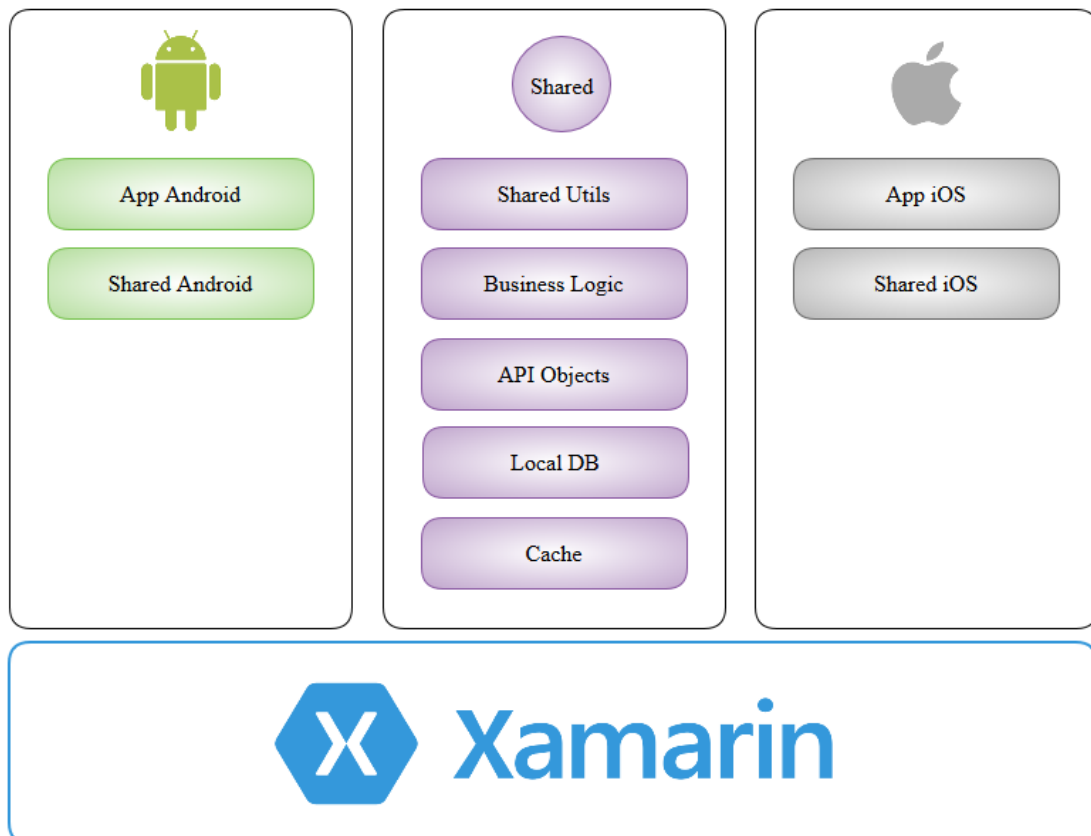 App Android
Shared Android
Shared
Shared Utils
Business Logic
API Objects
Local DB
Cache
App iOS
Shared iOS
Xamarin